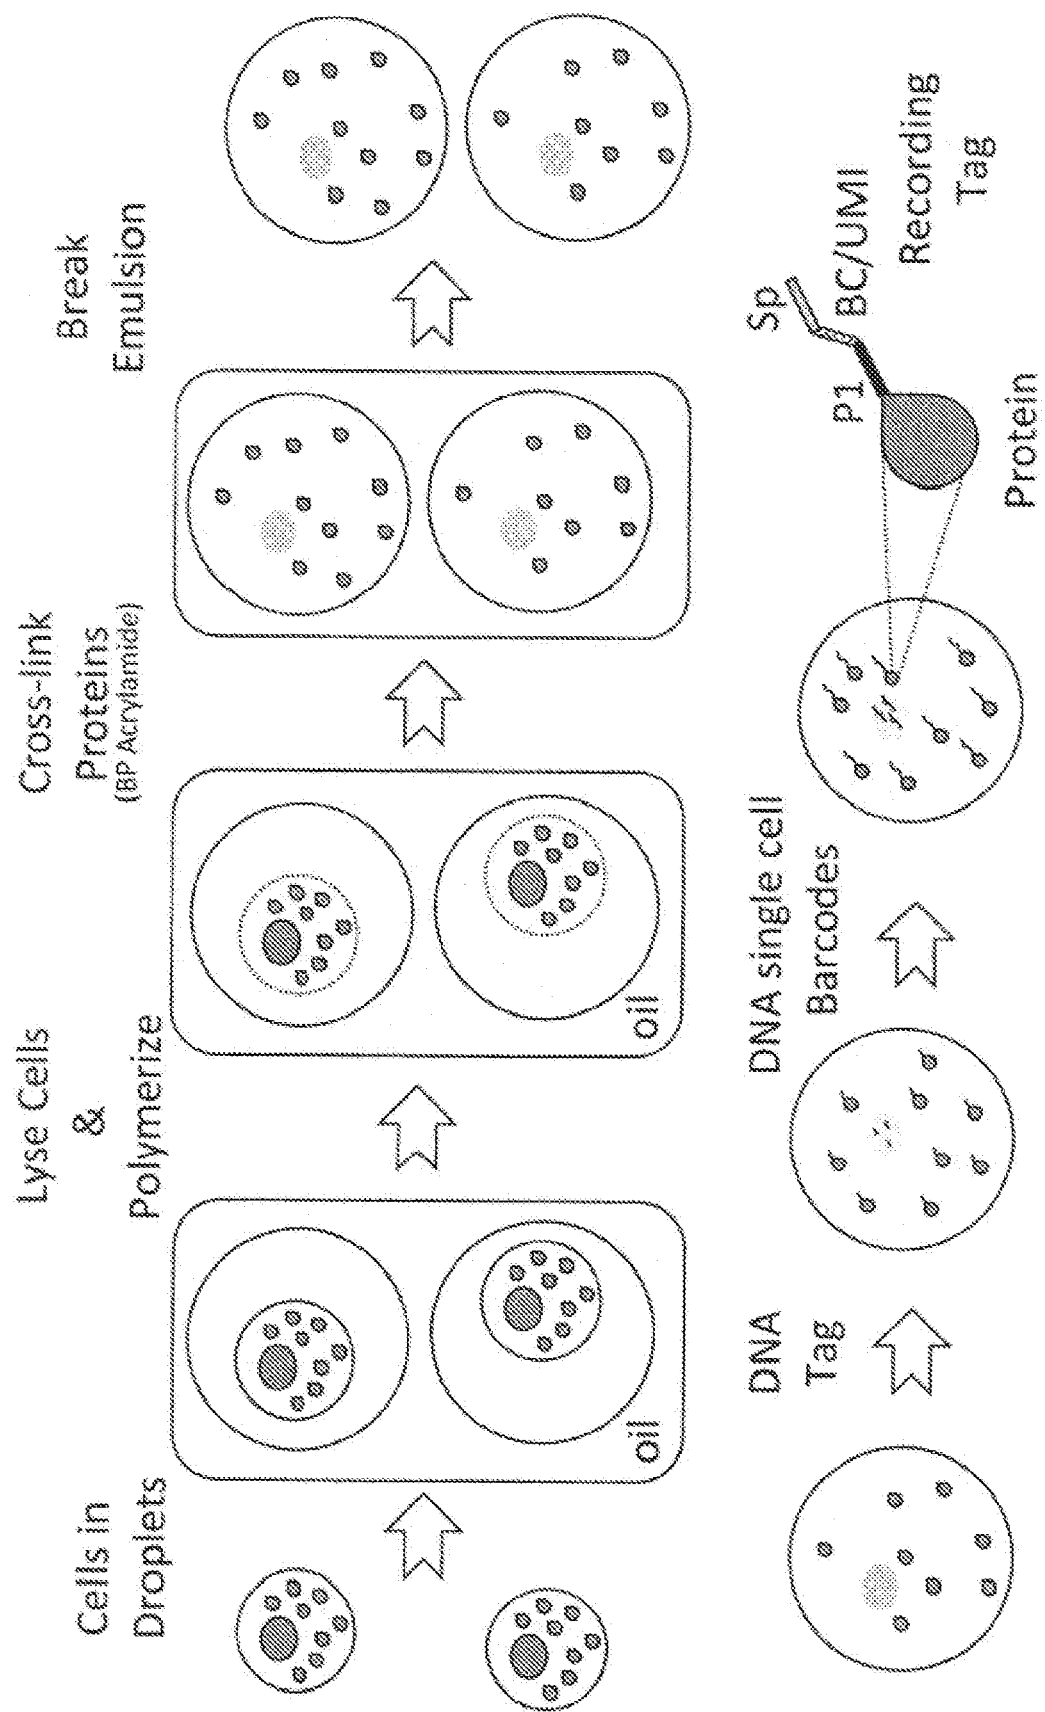 Cells in
Droplets
Lyse Cells
&
Polymerize
Cross-link
Proteins
(BP Acrylamide)
Break
Emulsion
oil
oil
DNA
Tag
DNA single cell
Barcodes
Sp
P1
BC/UMI
Recording
Tag
Protein